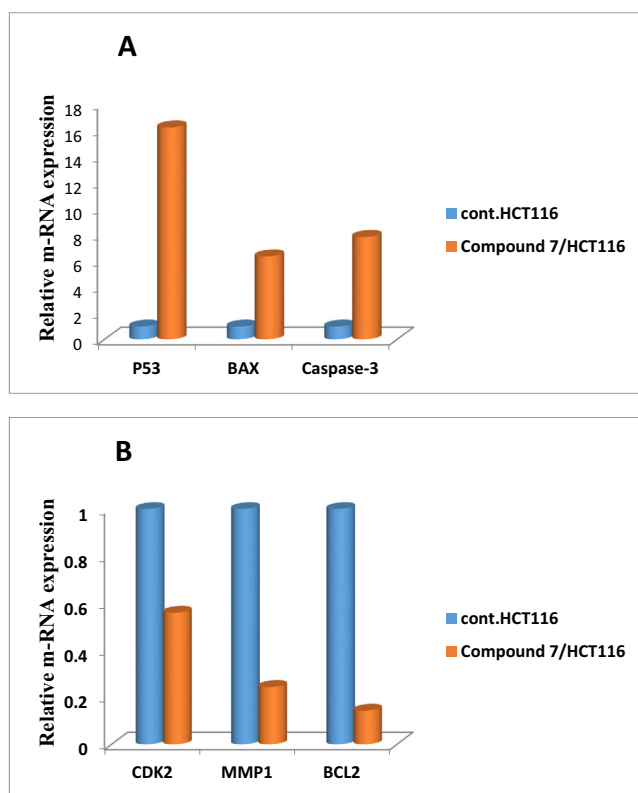 A
Relative m-RNA expression
18
16
14
12
10
8
6
4
2
0
P53 BAX Caspase-3
cont.HCT116
Compound 7/HCT116
B
Relative m-RNA expression
1
0.8
0.6
0.4
0.2
0
CDK2 MMP1 BCL2
cont.HCT116
Compound 7/HCT116